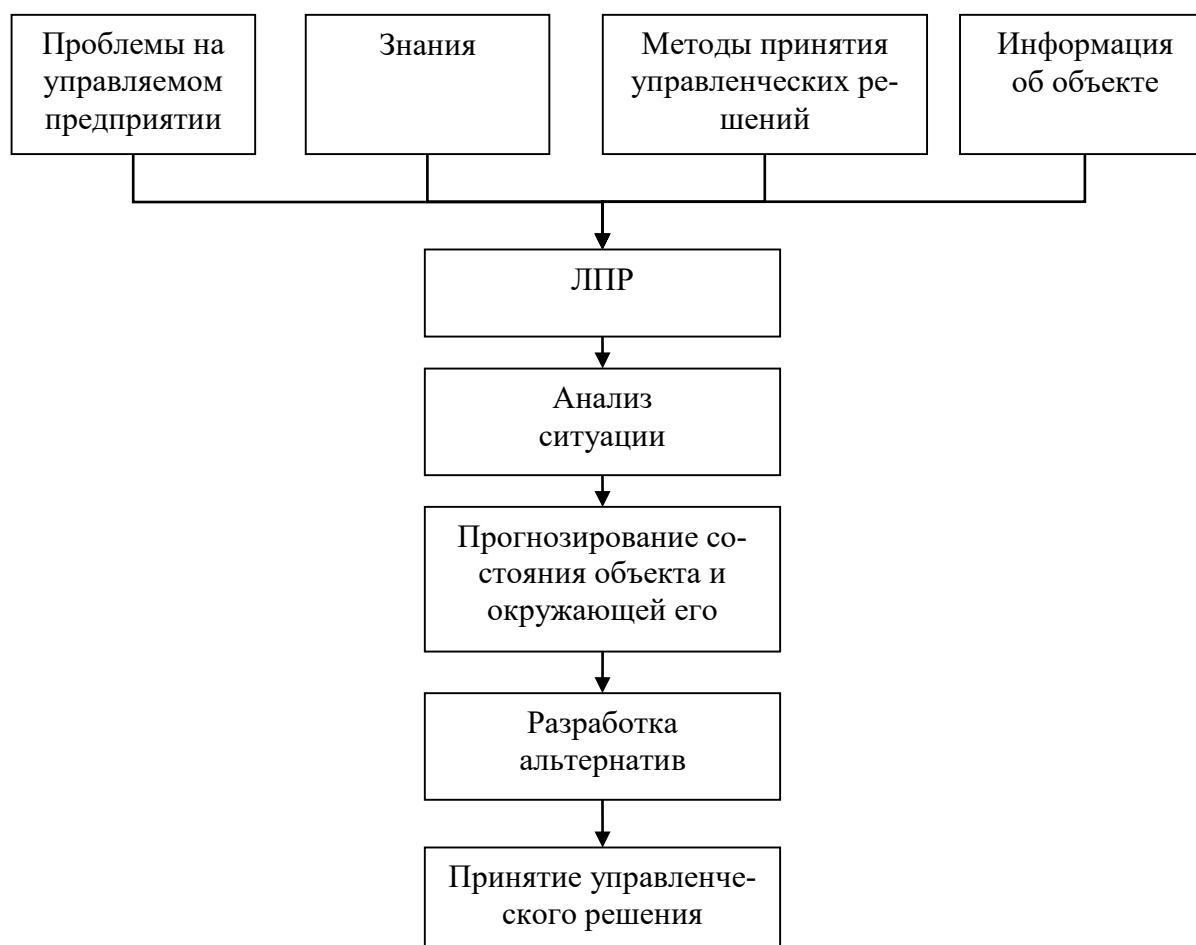 Проблемы на
управляемом
предприятии
Знания
Методы принятия
управленческих ре-
шений
Информация
об объекте
ЛПР
Анализ
ситуации
Прогнозирование со-
стояния объекта и
окружающей его
Разработка
альтернатив
Принятие управленче-
ского решения